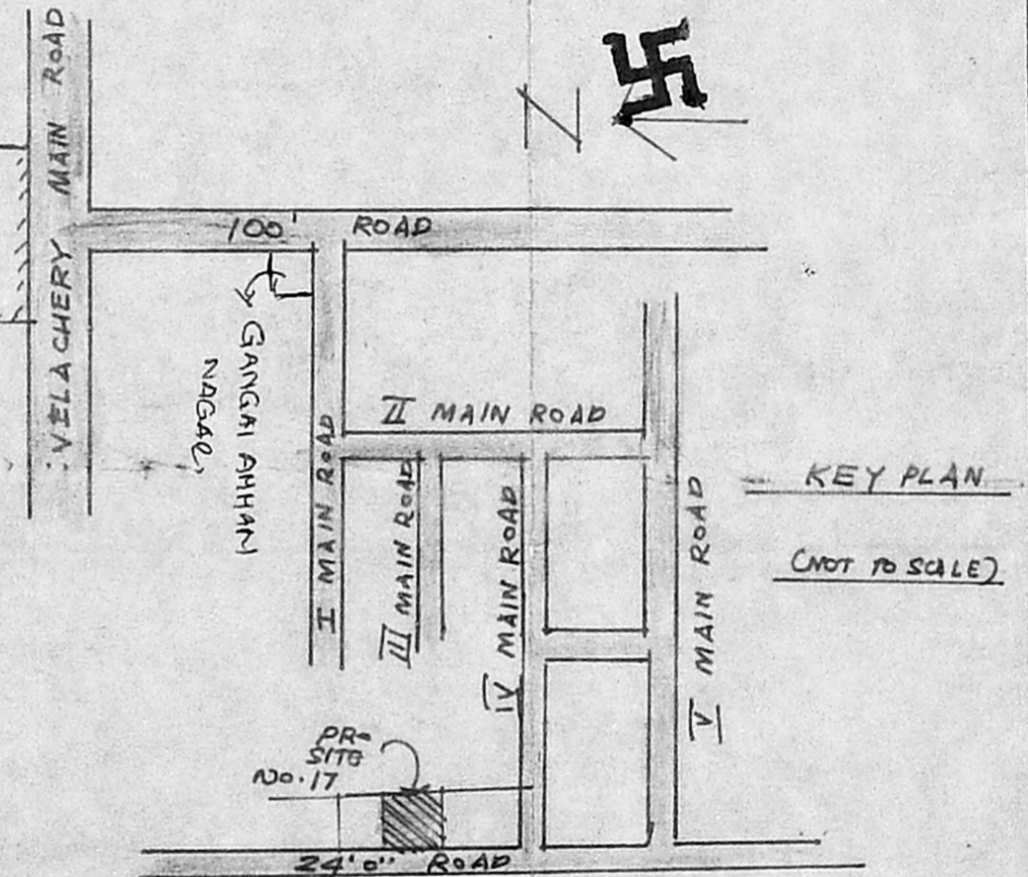 VELACHERY MAIN ROAD
N
100' ROAD
GANGAI AMMAN
NAGAR,
II MAIN ROAD
I MAIN ROAD
III MAIN ROAD
IV MAIN ROAD
V MAIN ROAD
KEY PLAN
(NOT TO SCALE)
PR-
SITE
NO.17
24'0" ROAD